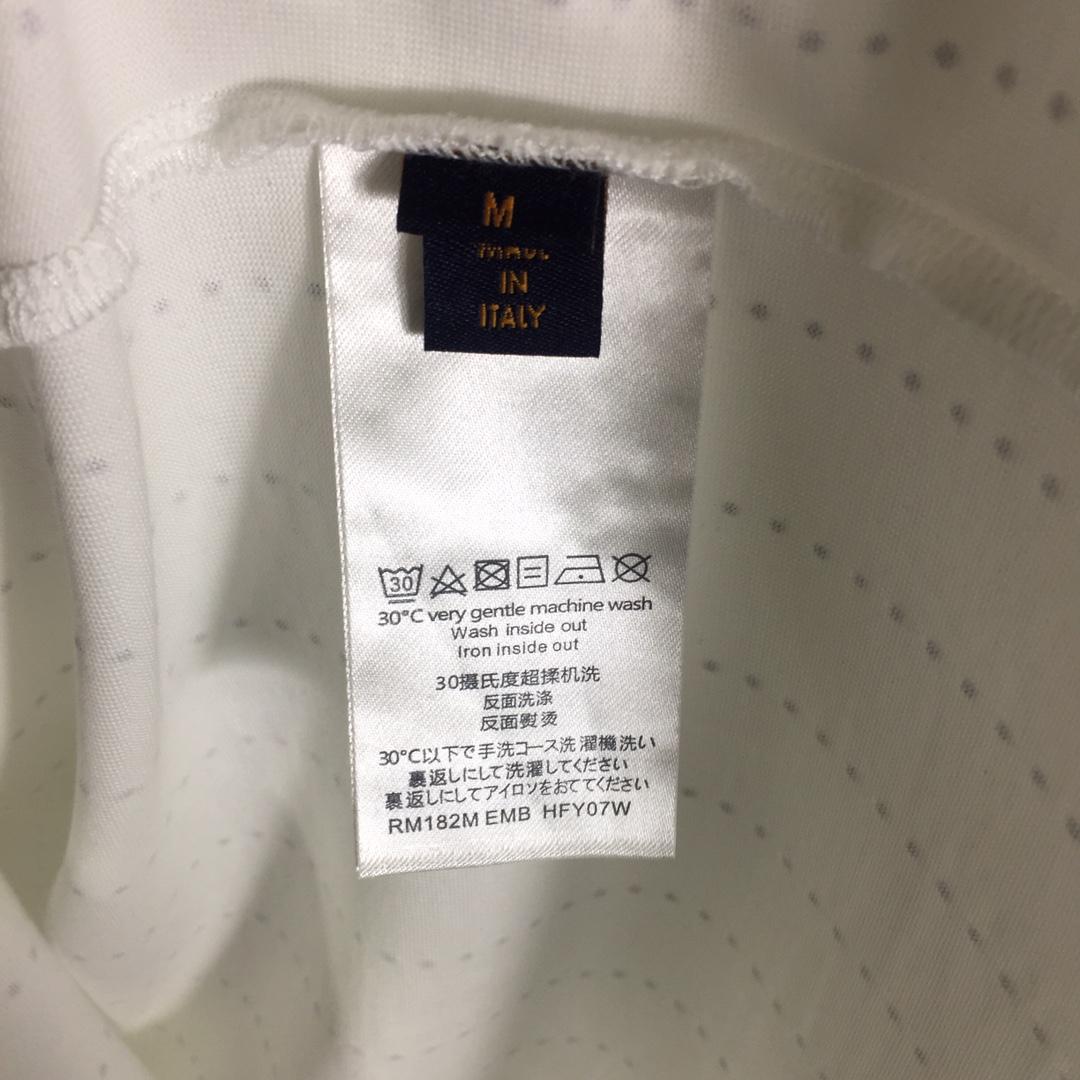 M
MADE
IN
ITALY
30
30°C very gentle machine wash
Wash inside out
Iron inside out
30摄氏度超揉机洗
反面洗涤
反面熨烫
30°C以下で手洗コース洗濯機洗い
裏返しにして洗濯してください
裏返しにしてアイロンをおててください
RM182M EMB HFY07W